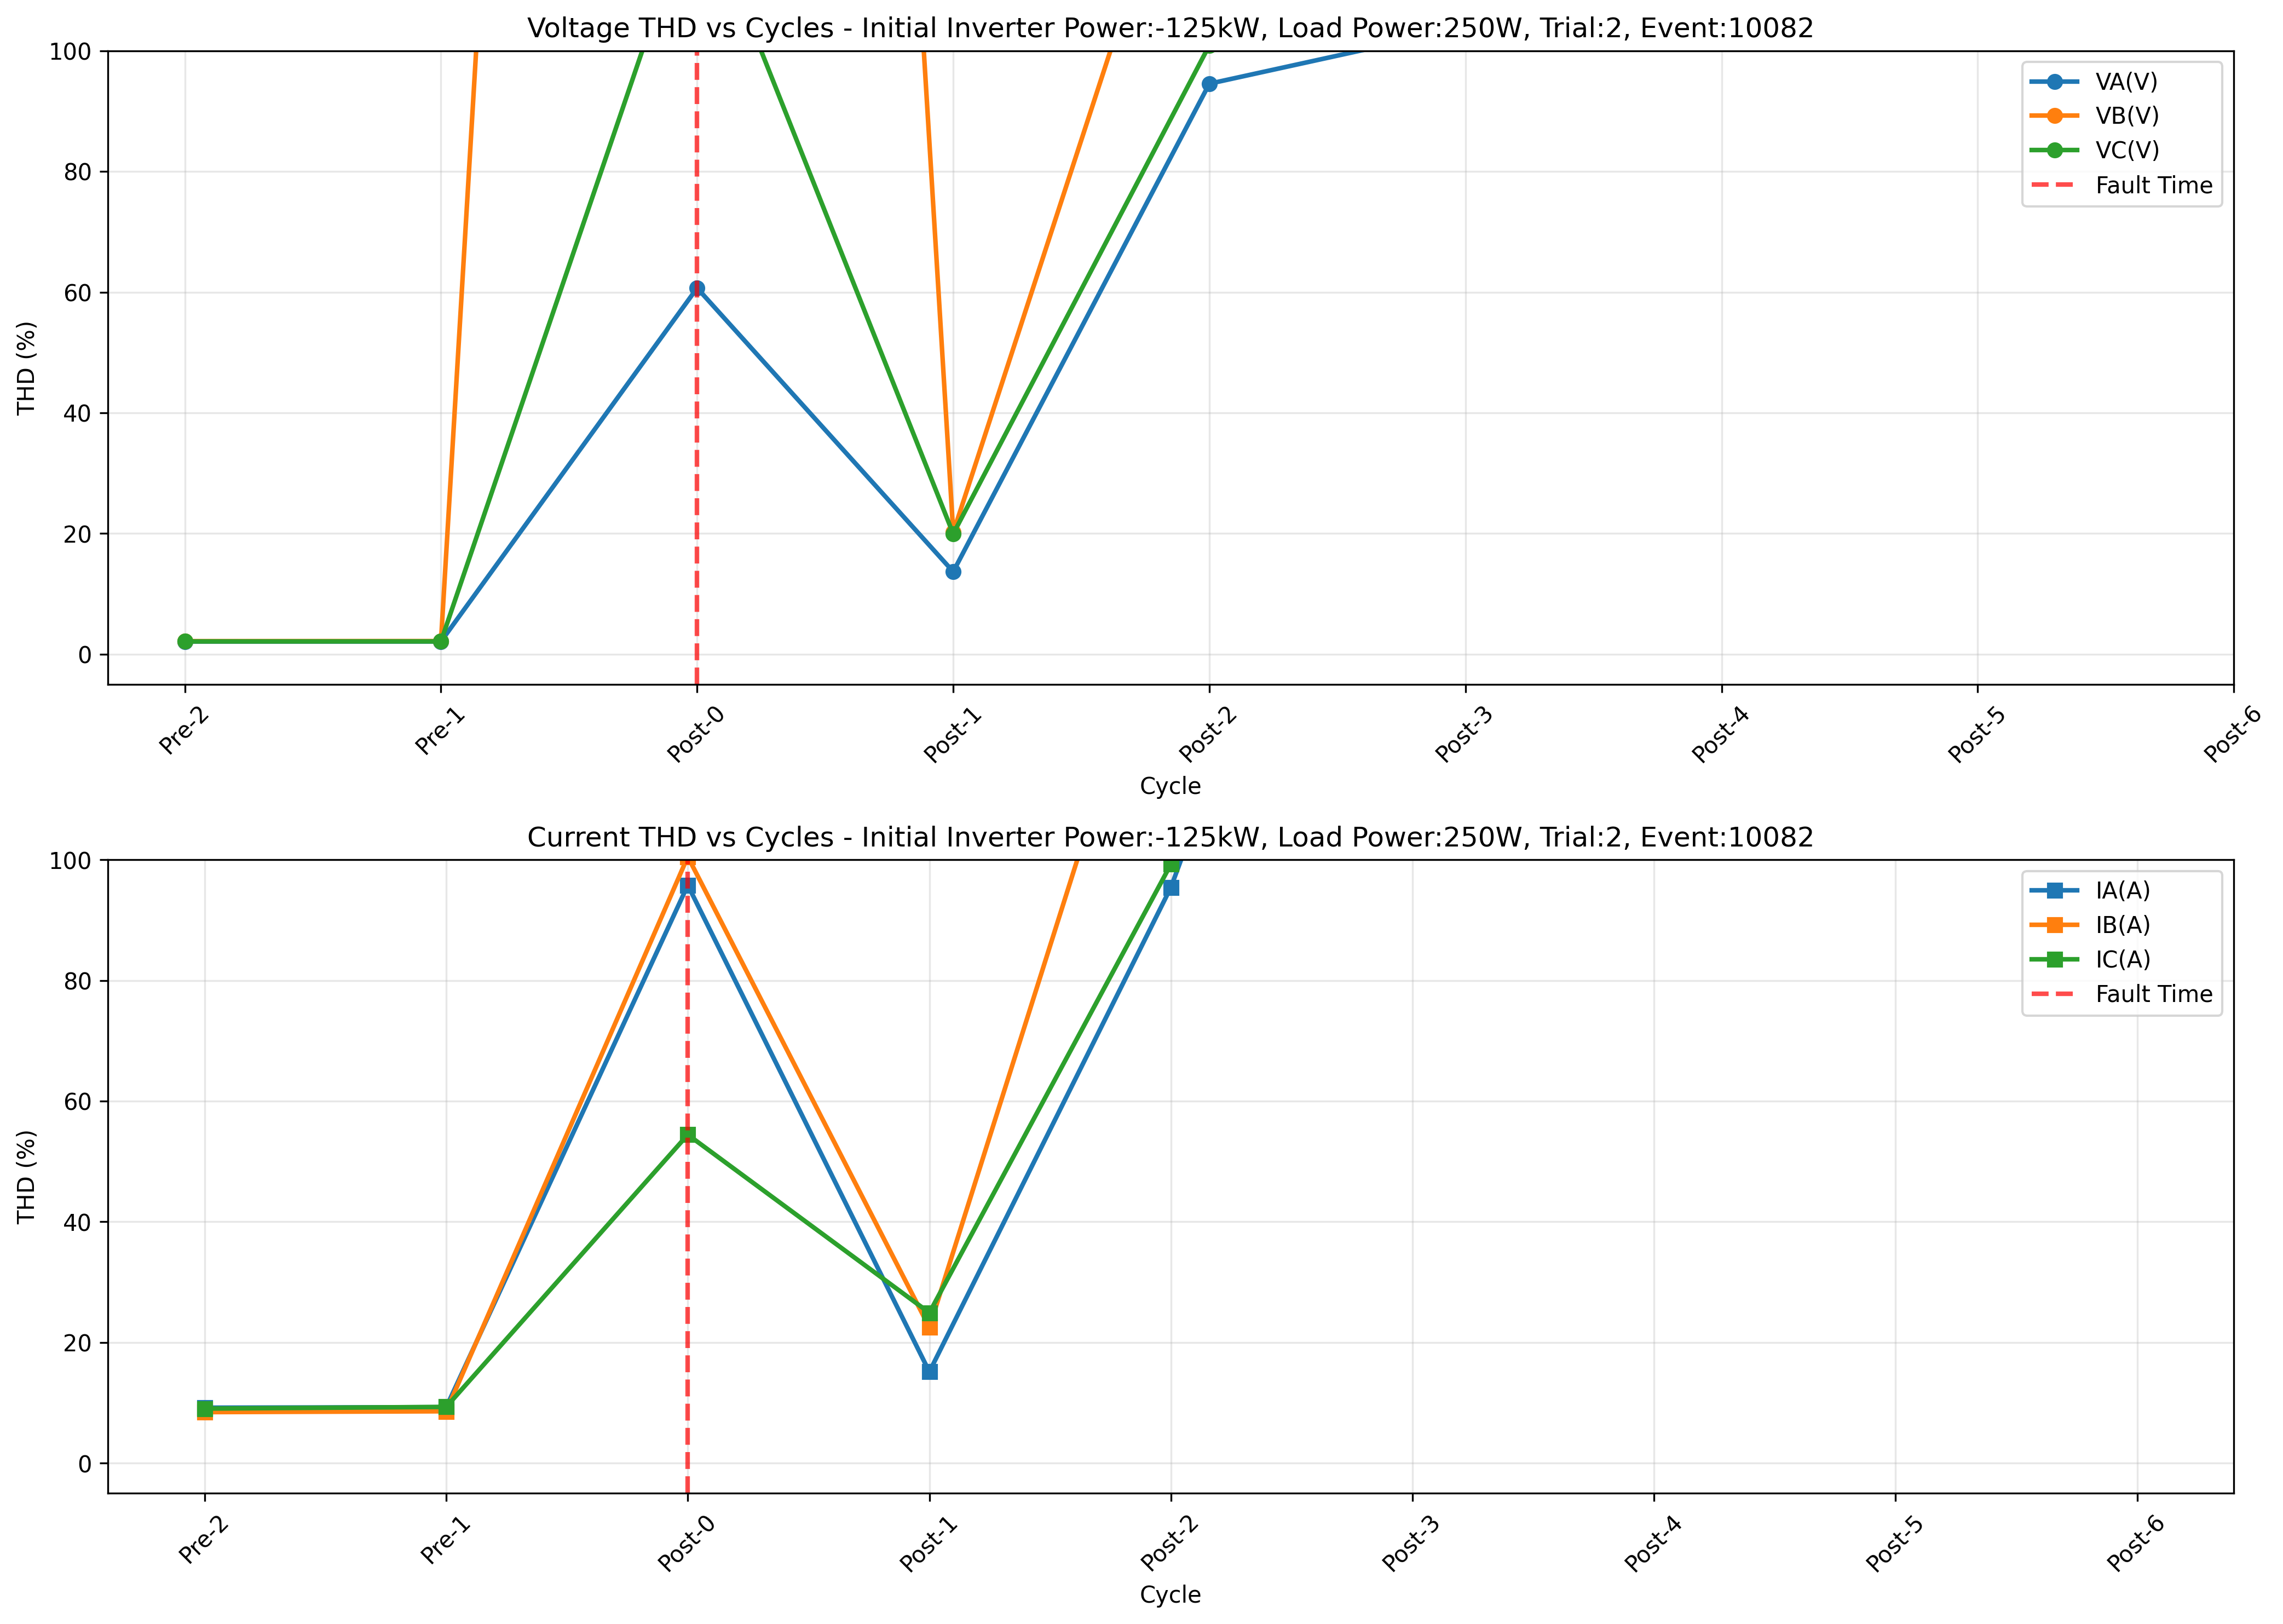 Voltage THD vs Cycles - Initial Inverter Power:-125kW, Load Power:250W, Trial:2, Event:10082
100
80
60
40
20
0
THD (%)
VA(V)
VB(V)
VC(V)
Fault Time
Pre-2
Pre-1
Post-0
Post-1
Post-2
Post-3
Post-4
Post-5
Post-6
Cycle
Current THD vs Cycles - Initial Inverter Power:-125kW, Load Power:250W, Trial:2, Event:10082
100
80
60
40
20
0
THD (%)
IA(A)
IB(A)
IC(A)
Fault Time
Pre-2
Pre-1
Post-0
Post-1
Post-2
Post-3
Post-4
Post-5
Post-6
Cycle